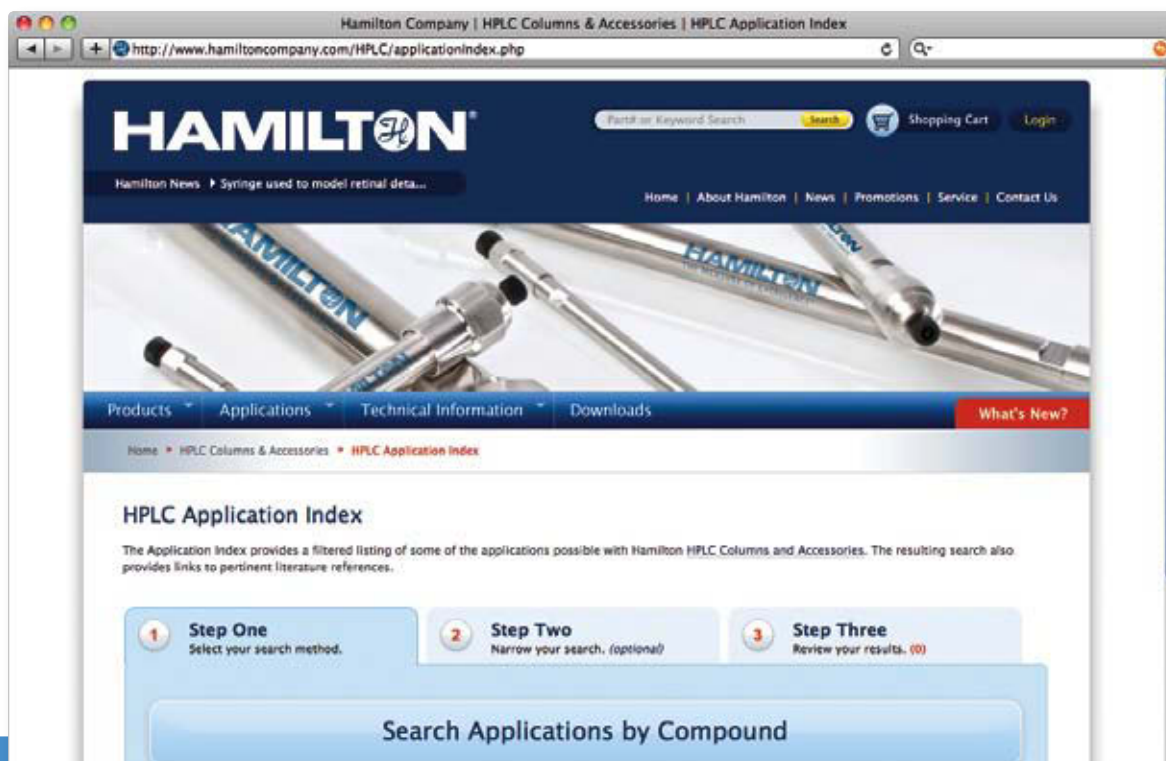 Hamilton Company | HPLC Columns & Accessories | HPLC Application Index
http://www.hamiltoncompany.com/HPLC/applicationIndex.php
HAMILTON®
Part# or Keyword Search
Search
Shopping Cart
Login
Hamilton News ▸ Syringe used to model retinal deta...
Home | About Hamilton | News | Promotions | Service | Contact Us
HAMILTON
HAMILTON
THE MEASURE OF EXCELLENCE
HAMILTON
Products
Applications
Technical Information
Downloads
What's New?
Home ▸ HPLC Columns & Accessories ▸ HPLC Application Index
HPLC Application Index
The Application Index provides a filtered listing of some of the applications possible with Hamilton HPLC Columns and Accessories. The resulting search also
provides links to pertinent literature references.
1 Step One
Select your search method.
2 Step Two
Narrow your search. (optional)
3 Step Three
Review your results. (0)
Search Applications by Compound